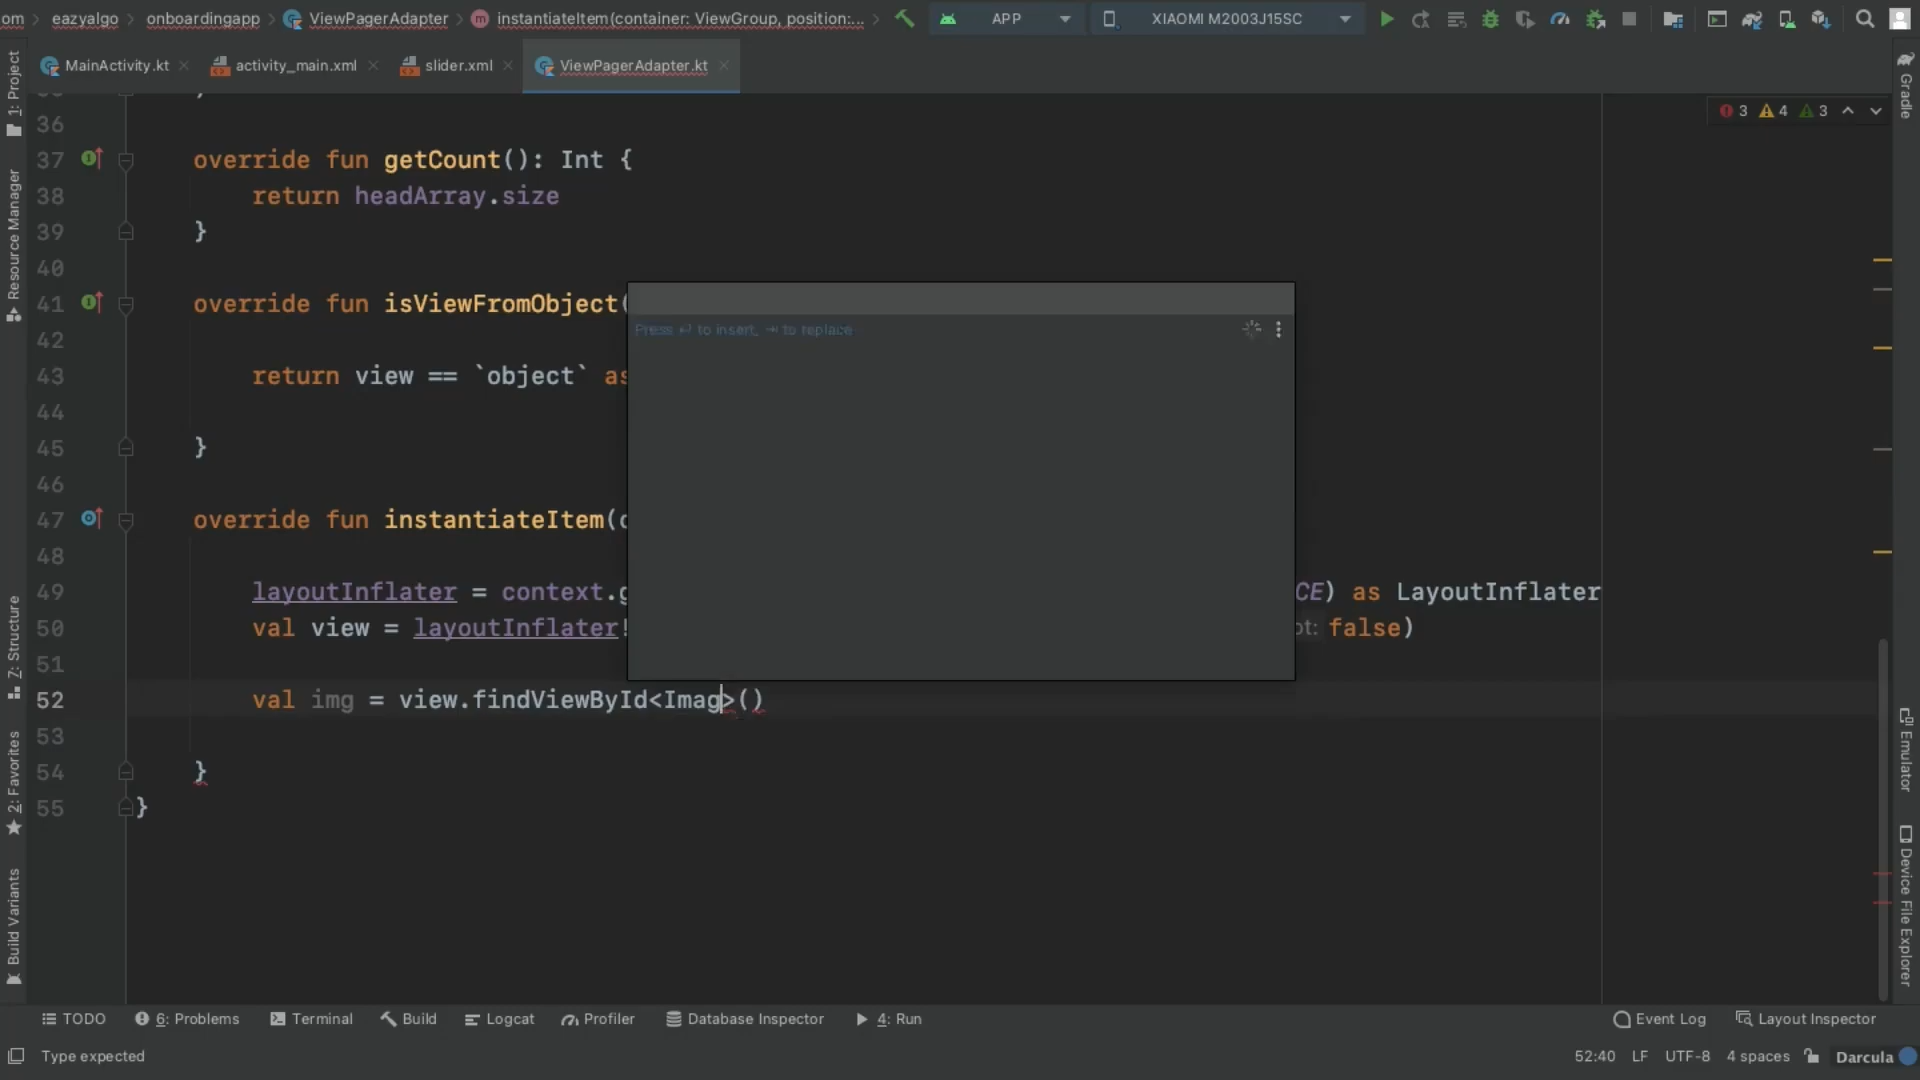 om > eazyalgo > onboardingapp > ViewPagerAdapter > m instantiateItem(container: ViewGroup, position:... >
APP
XIAOMI M2003J15SC
MainActivity.kt
activity_main.xml
slider.xml
ViewPagerAdapter.kt
3 4 3
1: Project
Resource Manager
7: Structure
2: Favorites
Build Variants
Gradle
Emulator
Device File Explorer
36
37 override fun getCount(): Int {
38 return headArray.size
39 }
40
41 override fun isViewFromObject(
42
43 return view == `object` as
44
45 }
46
47 override fun instantiateItem(
48
49 layoutInflater = context.g CE) as LayoutInflater
50 val view = layoutInflater! ot: false)
51
52 val img = view.findViewById<Imag>()
53
54 }
55 }
Press ↵ to insert, ⇥ to replace
TODO
6: Problems
Terminal
Build
Logcat
Profiler
Database Inspector
4: Run
Event Log
Layout Inspector
Type expected
52:40 LF UTF-8 4 spaces Darcula